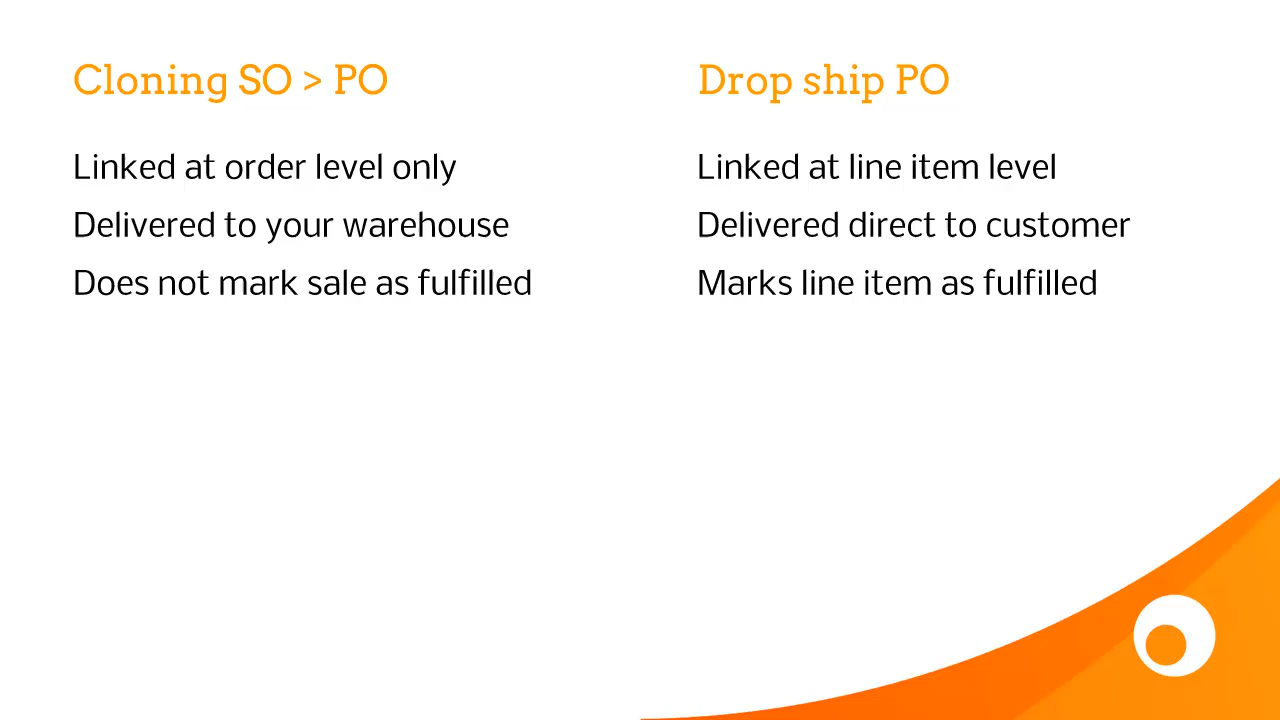 Cloning SO > PO
Linked at order level only
Delivered to your warehouse
Does not mark sale as fulfilled
Drop ship PO
Linked at line item level
Delivered direct to customer
Marks line item as fulfilled